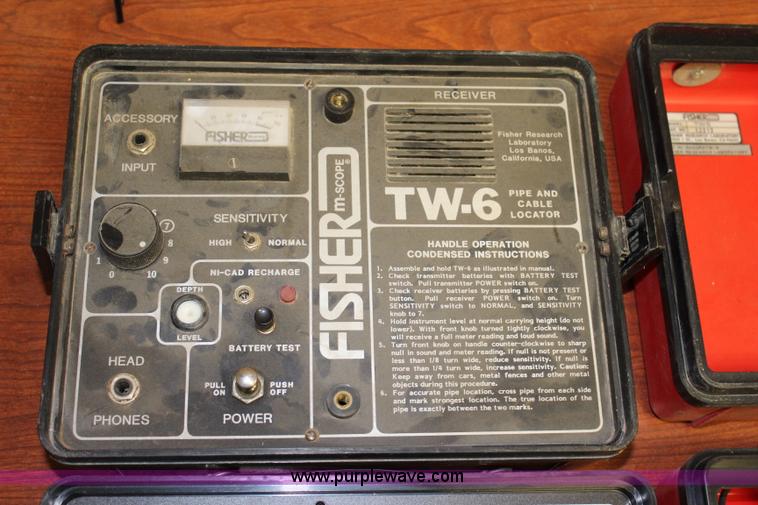 ACCESSORY
INPUT
FISHER
RECEIVER
Fisher Research
Laboratory
Los Banos,
California, USA
TW-6
PIPE AND
CABLE
LOCATOR
FISHER m-SCOPE®
SENSITIVITY
HIGH
NORMAL
7
8
9
10
0
1
NI-CAD RECHARGE
DEPTH
LEVEL
BATTERY TEST
HEAD
PHONES
PULL
ON
PUSH
OFF
POWER
HANDLE OPERATION
CONDENSED INSTRUCTIONS
1. Assemble and hold TW-6 as illustrated in manual.
2. Check transmitter batteries with BATTERY TEST
switch. Pull transmitter POWER switch on.
3. Check receiver batteries by pressing BATTERY TEST
button. Pull receiver POWER switch on. Turn
SENSITIVITY switch to NORMAL, and SENSITIVITY
knob to 7.
4. Hold instrument level at normal carrying height (do not
lower). With front knob turned tightly clockwise, you
will receive a full meter reading and loud sound.
5. Turn front knob on handle counter-clockwise to sharp
null in sound and meter reading. If null is not present or
less than 1/8 turn wide, reduce sensitivity. If null is
more than 1/4 turn wide, increase sensitivity. Caution:
Keep away from cars, metal fences and other metal
objects during this procedure.
6. For accurate pipe location, cross pipe from each side
and mark strongest location. The true location of the
pipe is exactly between the two marks.
www.purplewave.com